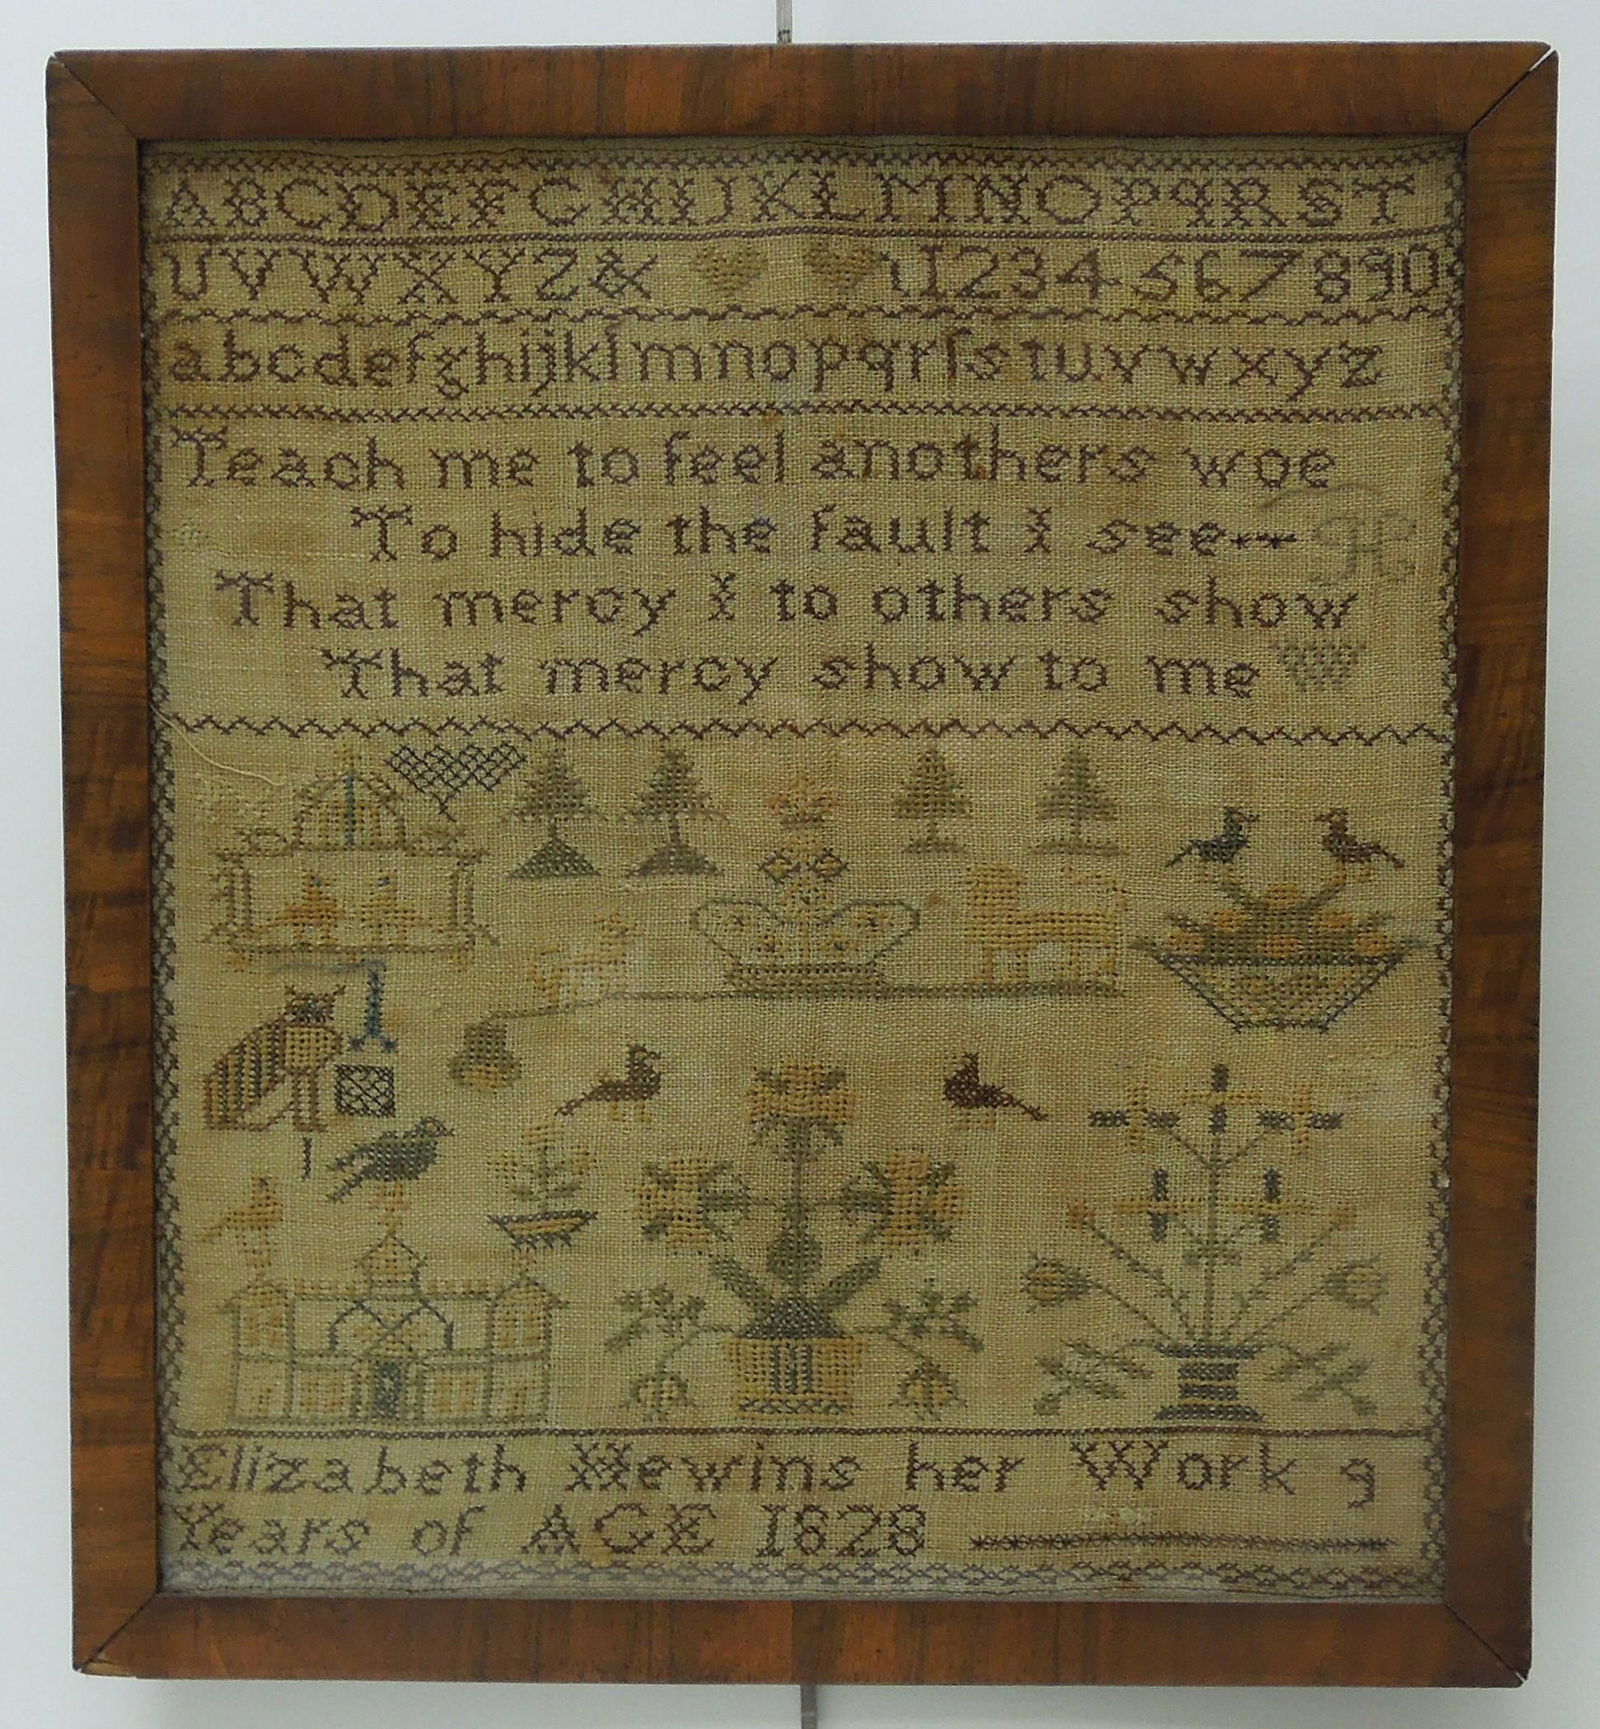 ABCDEFGHIJKLMNOPqRST
UVWXYZ& 1234567890
abcdefghijklmnopqrſstuvwxyz
Teach me to feel anothers woe
To hide the fault I see
That mercy I to others show
That mercy show to me
Elizabeth Hewins her Work 9
Years of AGE 1828